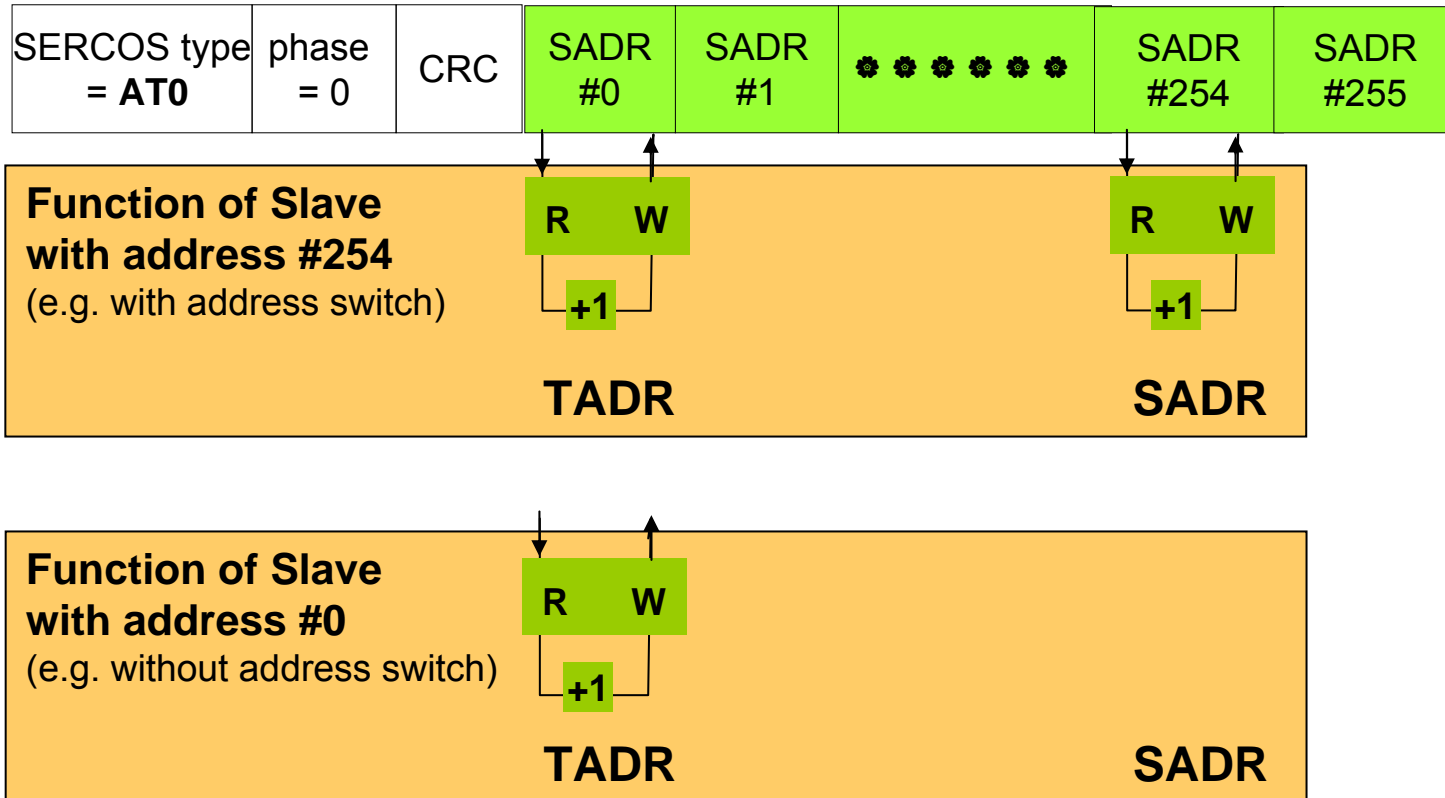 SERCOS type
= AT0
phase
= 0
CRC
SADR
#0
SADR
#1
SADR
#254
SADR
#255
Function of Slave
with address #254
(e.g. with address switch)
R W
+1
TADR
R W
+1
SADR
Function of Slave
with address #0
(e.g. without address switch)
R W
+1
TADR
SADR